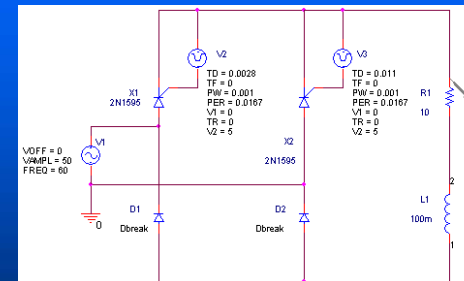 V2
TD = 0.0028
TF = 0
PW = 0.001
PER = 0.0167
V1 = 0
TR = 0
V2 = 5
V3
TD = 0.011
TF = 0
PW = 0.001
PER = 0.0167
V1 = 0
TR = 0
V2 = 5
X1
2N1595
X2
2N1595
R1
10
V1
VOFF = 0
VAMPL = 50
FREQ = 60
0
D1
Dbreak
D2
Dbreak
2
L1
100m
1